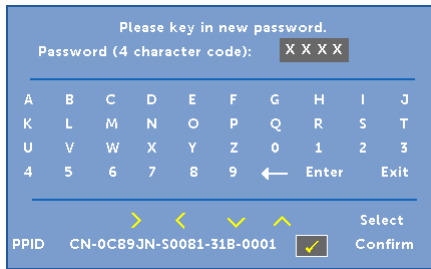 Please key in new password.
Password (4 character code): X X X X
A B C D E F G H I J
K L M N O P Q R S T
U V W X Y Z 0 1 2 3
4 5 6 7 8 9 ← Enter Exit
Select
PPID CN-0C89JN-S0081-31B-0001 ✓ Confirm